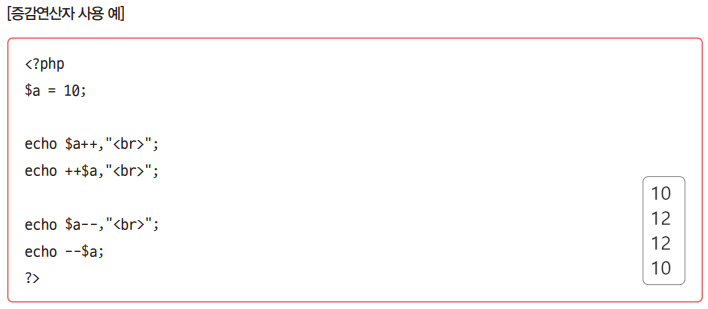 [증감연산자 사용 예]
<?php
$a = 10;
echo $a++,"<br>";
echo ++$a,"<br>";
echo $a--,"<br>";
echo --$a;
?>
10
12
12
10